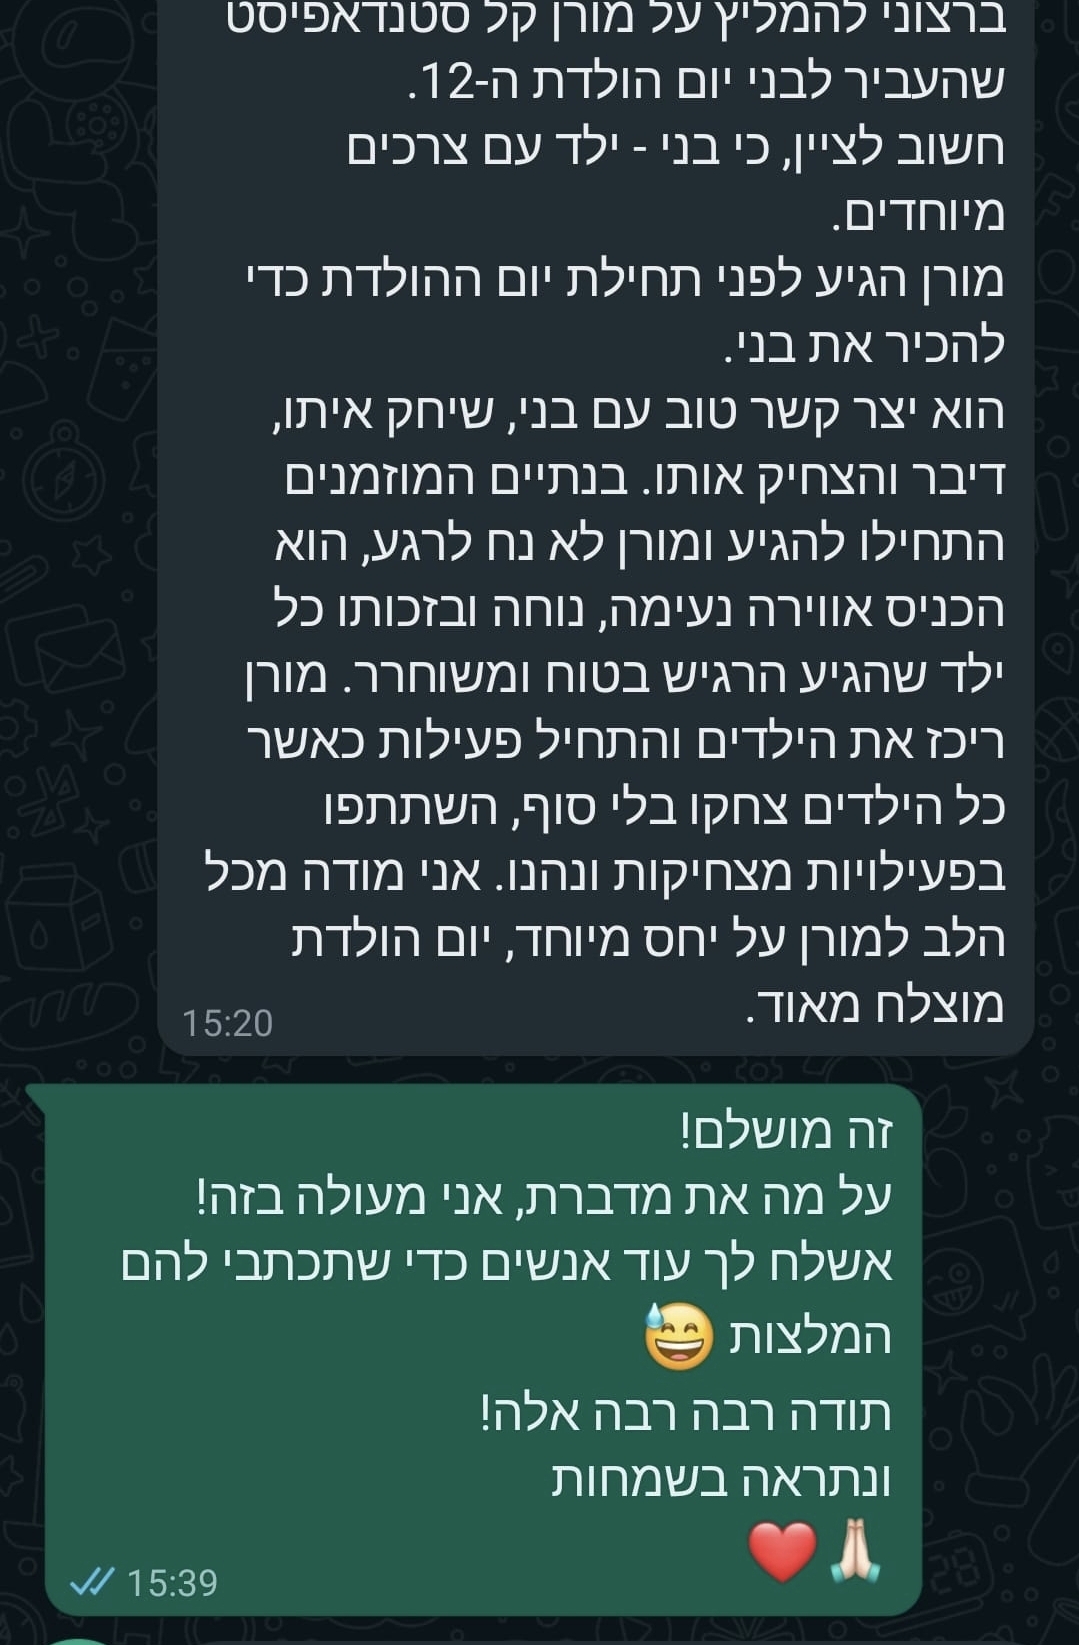 ברצוני להמליץ על מורן קל סטנדאפיסט
שהעביר לבני יום הולדת ה-12.
חשוב לציין, כי בני - ילד עם צרכים
מיוחדים.
מורן הגיע לפני תחילת יום ההולדת כדי
להכיר את בני.
הוא יצר קשר טוב עם בני, שיחק איתו,
דיבר והצחיק אותו. בנתיים המוזמנים
התחילו להגיע ומורן לא נח לרגע, הוא
הכניס אווירה נעימה, נוחה ובזכותו כל
ילד שהגיע הרגיש בטוח ומשוחרר. מורן
ריכז את הילדים והתחיל פעילות כאשר
כל הילדים צחקו בלי סוף, השתתפו
בפעילויות מצחיקות ונהנו. אני מודה מכל
הלב למורן על יחס מיוחד, יום הולדת
מוצלח מאוד.
15:20
זה מושלם!
על מה את מדברת, אני מעולה בזה!
אשלח לך עוד אנשים כדי שתכתבי להם
המלצות 😅
תודה רבה רבה אלה!
ונתראה בשמחות
🙏🏻❤️
15:39